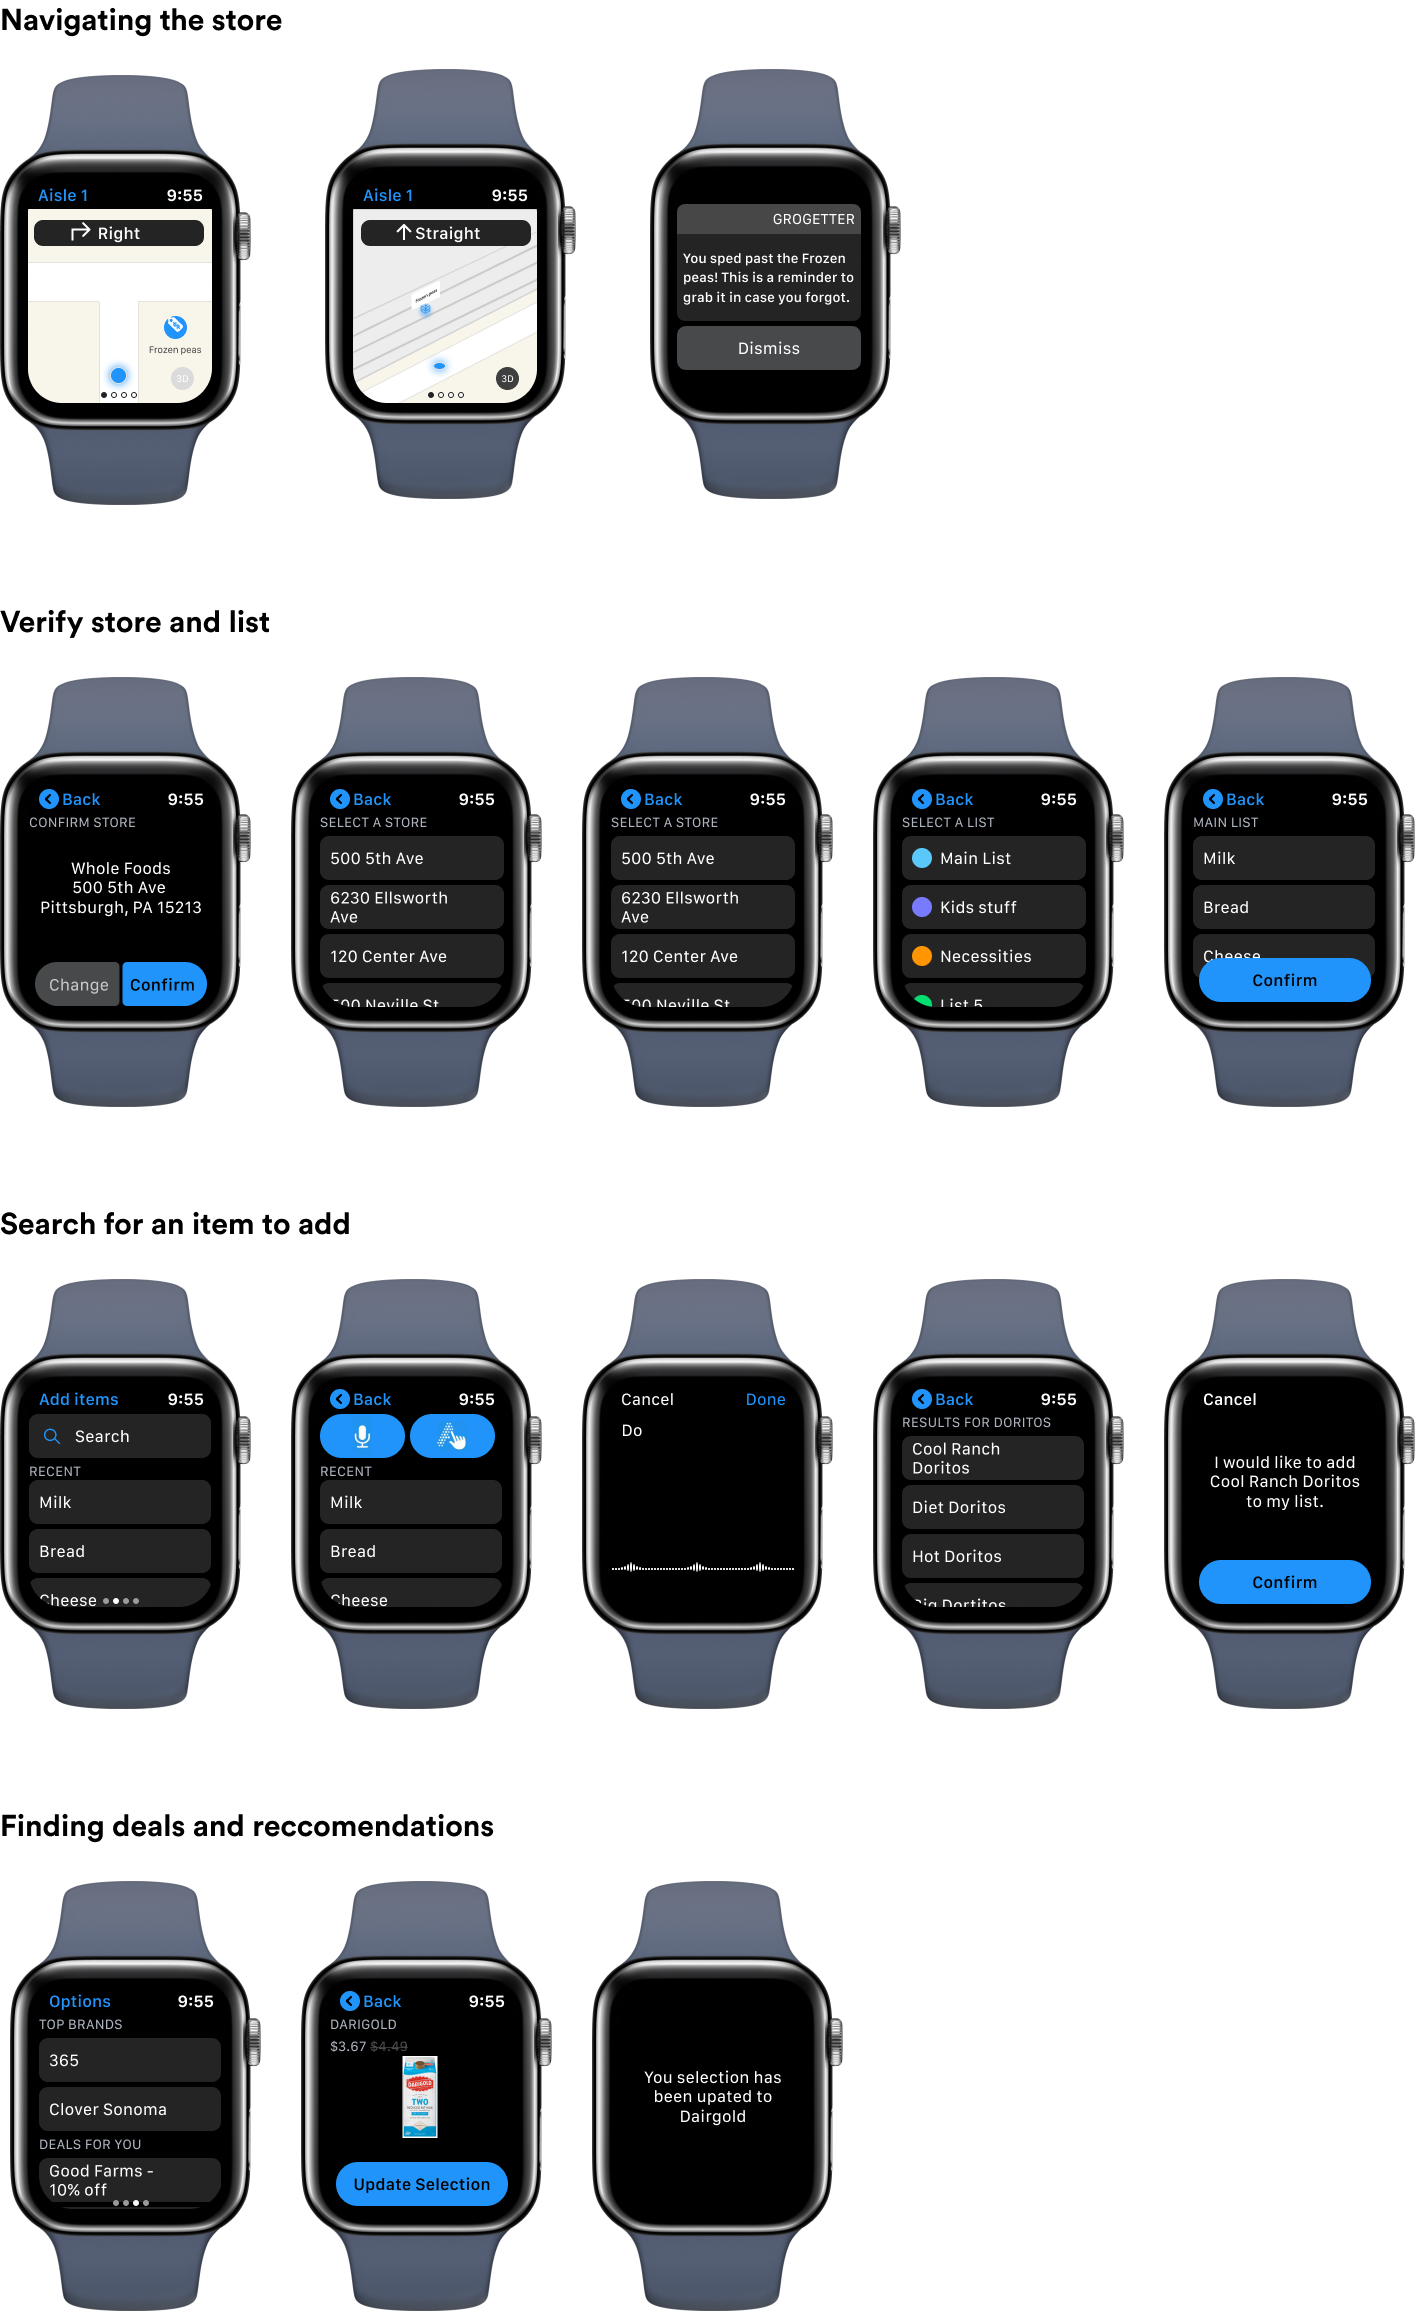 Navigating the store
Aisle 1 9:55
Right
Frozen peas
3D
Aisle 1 9:55
Straight
Frozen peas
3D
GROGETTER
You sped past the Frozen
peas! This is a reminder to
grab it in case you forgot.
Dismiss
Verify store and list
Back 9:55
CONFIRM STORE
Whole Foods
500 5th Ave
Pittsburgh, PA 15213
Change Confirm
Back 9:55
SELECT A STORE
500 5th Ave
6230 Ellsworth
Ave
120 Center Ave
500 Neville St
Back 9:55
SELECT A STORE
500 5th Ave
6230 Ellsworth
Ave
120 Center Ave
500 Neville St
Back 9:55
SELECT A LIST
Main List
Kids stuff
Necessities
List 5
Back 9:55
MAIN LIST
Milk
Bread
Cheese
Confirm
Search for an item to add
Add items 9:55
Search
RECENT
Milk
Bread
Cheese
Back 9:55
RECENT
Milk
Bread
Cheese
Cancel Done
Do
Back 9:55
RESULTS FOR DORITOS
Cool Ranch
Doritos
Diet Doritos
Hot Doritos
Big Dortitos
Cancel
I would like to add
Cool Ranch Doritos
to my list.
Confirm
Finding deals and reccomendations
Options 9:55
TOP BRANDS
365
Clover Sonoma
DEALS FOR YOU
Good Farms -
10% off
Back 9:55
DARIGOLD
$3.67 $4.49
DARIGOLD
TWO
Update Selection
You selection has
been upated to
Dairgold